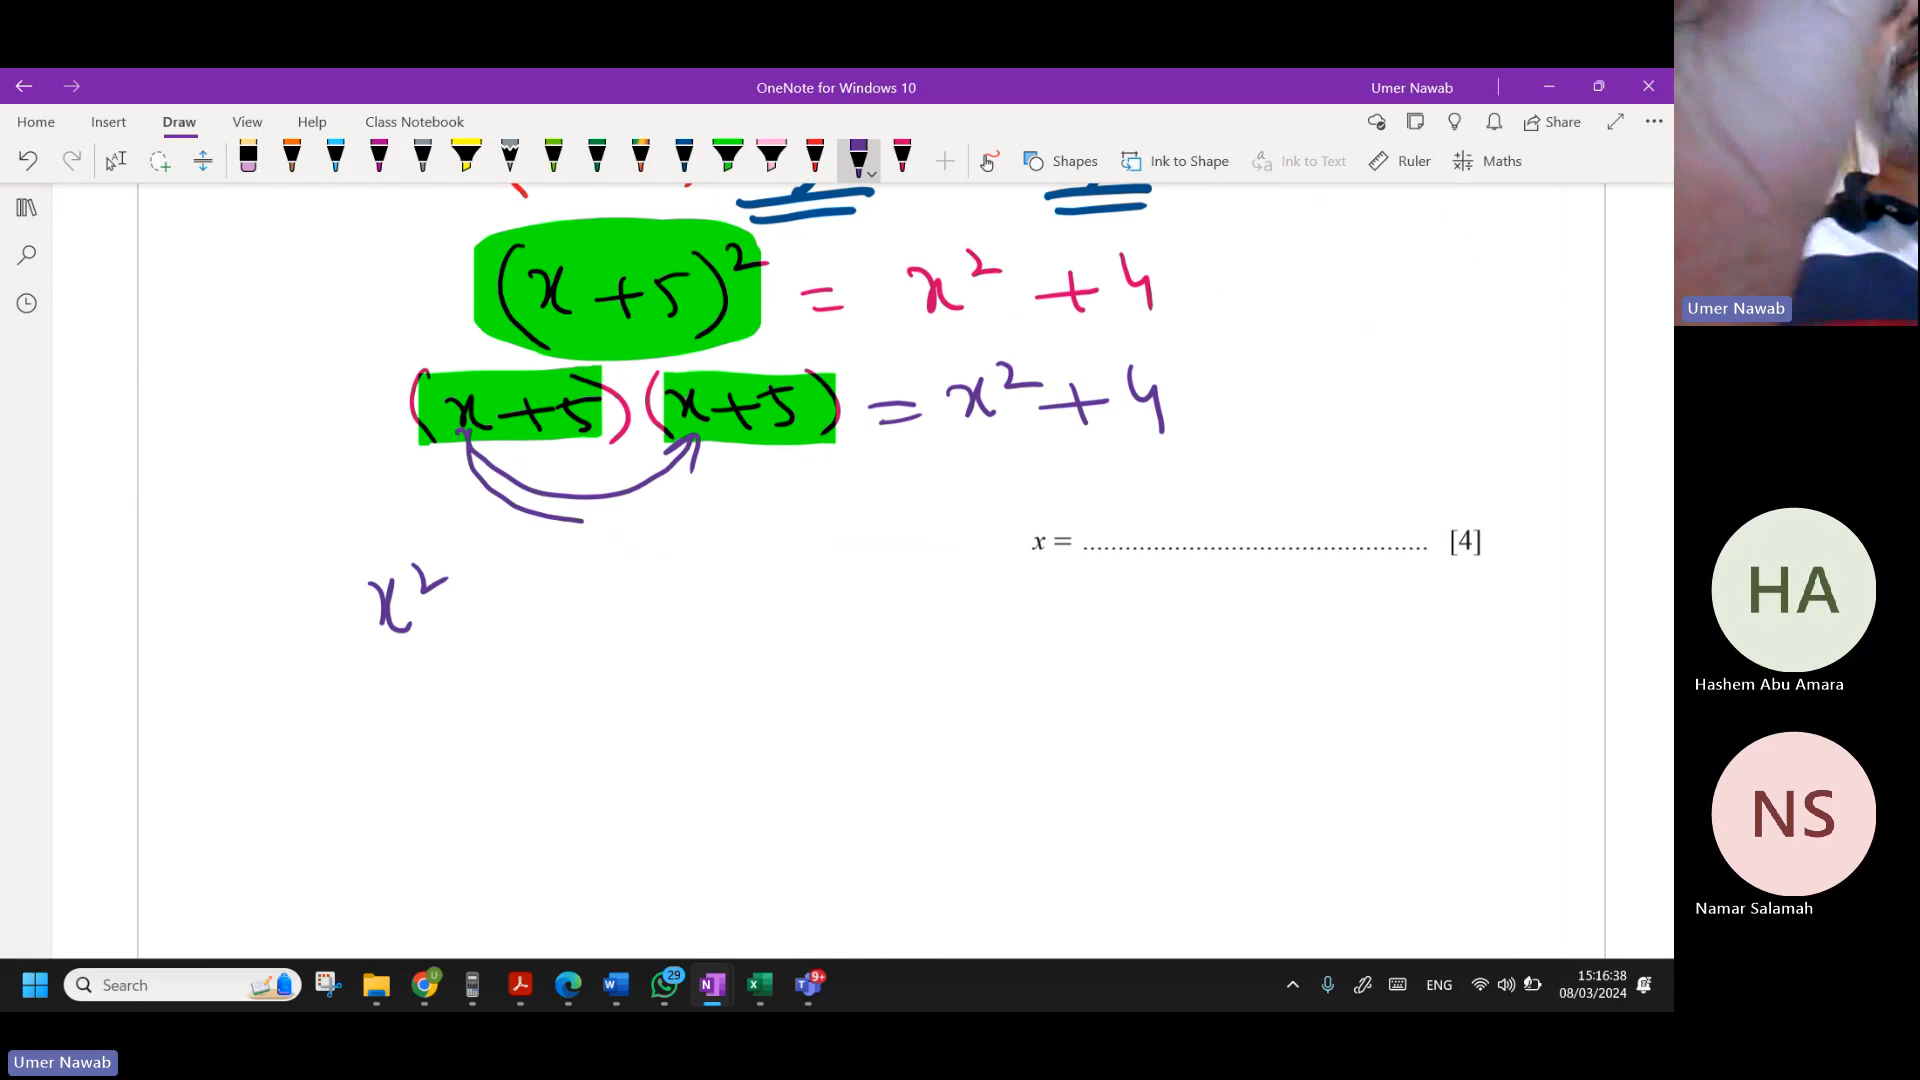 OneNote for Windows 10
Umer Nawab
Home Insert Draw View Help Class Notebook
Share
Shapes Ink to Shape Ink to Text Ruler Maths
(x+5)² = x² + 4
(x+5)(x+5) = x² + 4
x = ................................................ [4]
x²
Umer Nawab
HA
Hashem Abu Amara
NS
Namar Salamah
Search
29
9+
ENG
15:16:38
08/03/2024
Umer Nawab